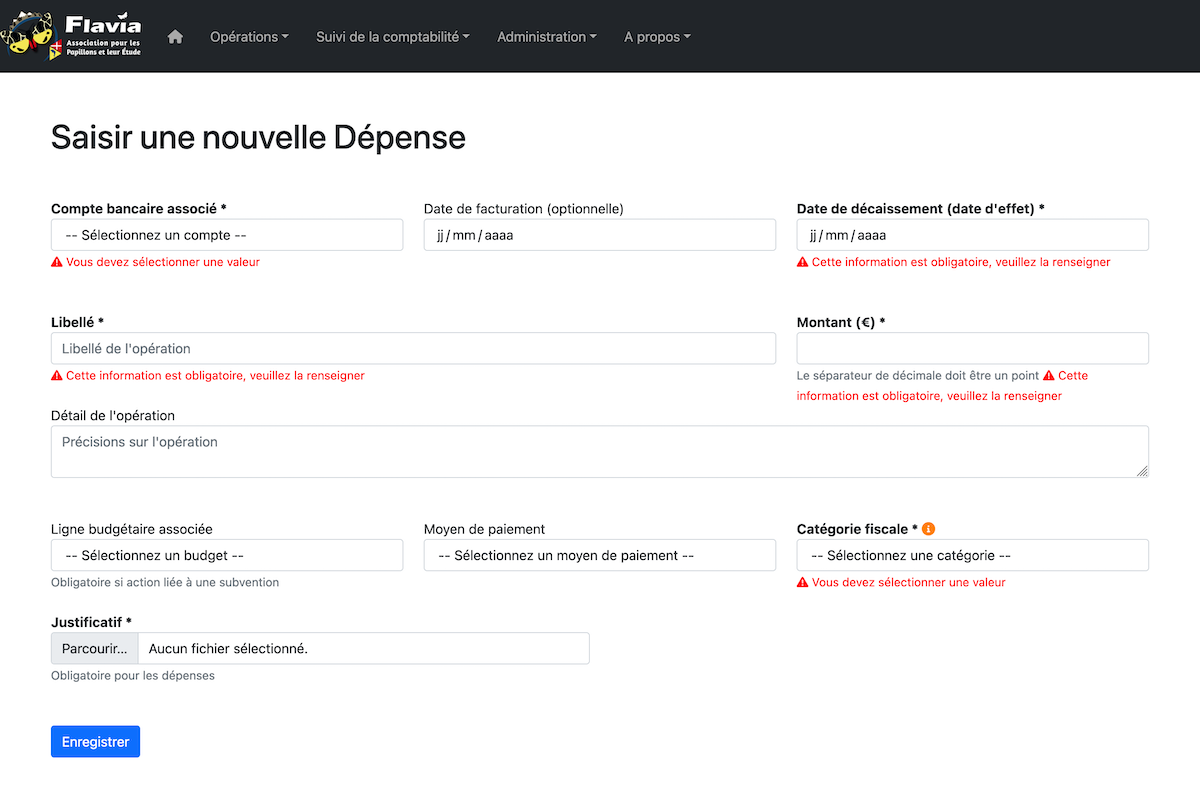 Flavia
Association pour les
Papillons et leur Étude
Opérations
Suivi de la comptabilité
Administration
A propos
Saisir une nouvelle Dépense
Compte bancaire associé *
-- Sélectionnez un compte --
Vous devez sélectionner une valeur
Date de facturation (optionnelle)
jj/mm/aaaa
Date de décaissement (date d'effet) *
jj/mm/aaaa
Cette information est obligatoire, veuillez la renseigner
Libellé *
Libellé de l'opération
Cette information est obligatoire, veuillez la renseigner
Montant (€) *
Le séparateur de décimale doit être un point Cette
information est obligatoire, veuillez la renseigner
Détail de l'opération
Précisions sur l'opération
Ligne budgétaire associée
-- Sélectionnez un budget --
Obligatoire si action liée à une subvention
Moyen de paiement
-- Sélectionnez un moyen de paiement --
Catégorie fiscale *
-- Sélectionnez une catégorie --
Vous devez sélectionner une valeur
Justificatif *
Parcourir... Aucun fichier sélectionné.
Obligatoire pour les dépenses
Enregistrer